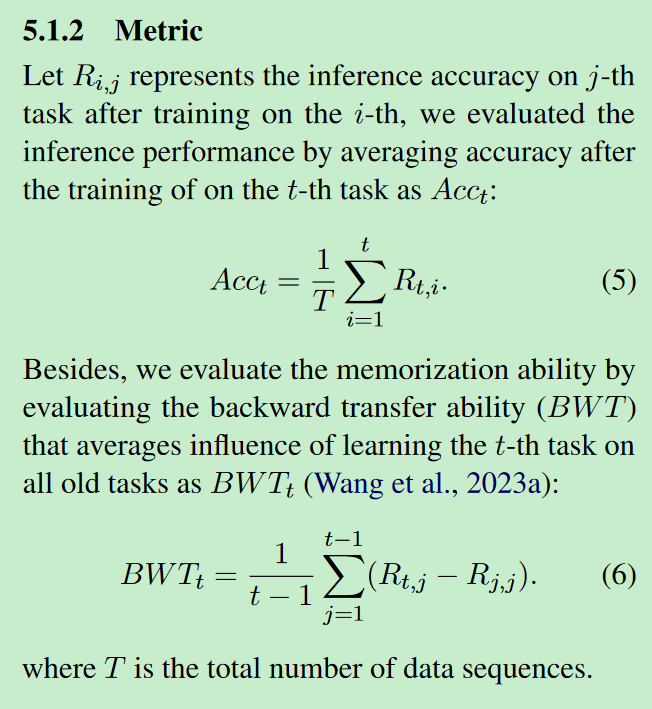 5.1.2 Metric
Let R_{i,j} represents the inference accuracy on j-th
task after training on the i-th, we evaluated the
inference performance by averaging accuracy after
the training of on the t-th task as Acc_t:
Acc_t = \frac{1}{T} \sum_{i=1}^{t} R_{t,i}. (5)
Besides, we evaluate the memorization ability by
evaluating the backward transfer ability (BWT)
that averages influence of learning the t-th task on
all old tasks as BWT_t (Wang et al., 2023a):
BWT_t = \frac{1}{t-1} \sum_{j=1}^{t-1} (R_{t,j} - R_{j,j}). (6)
where T is the total number of data sequences.